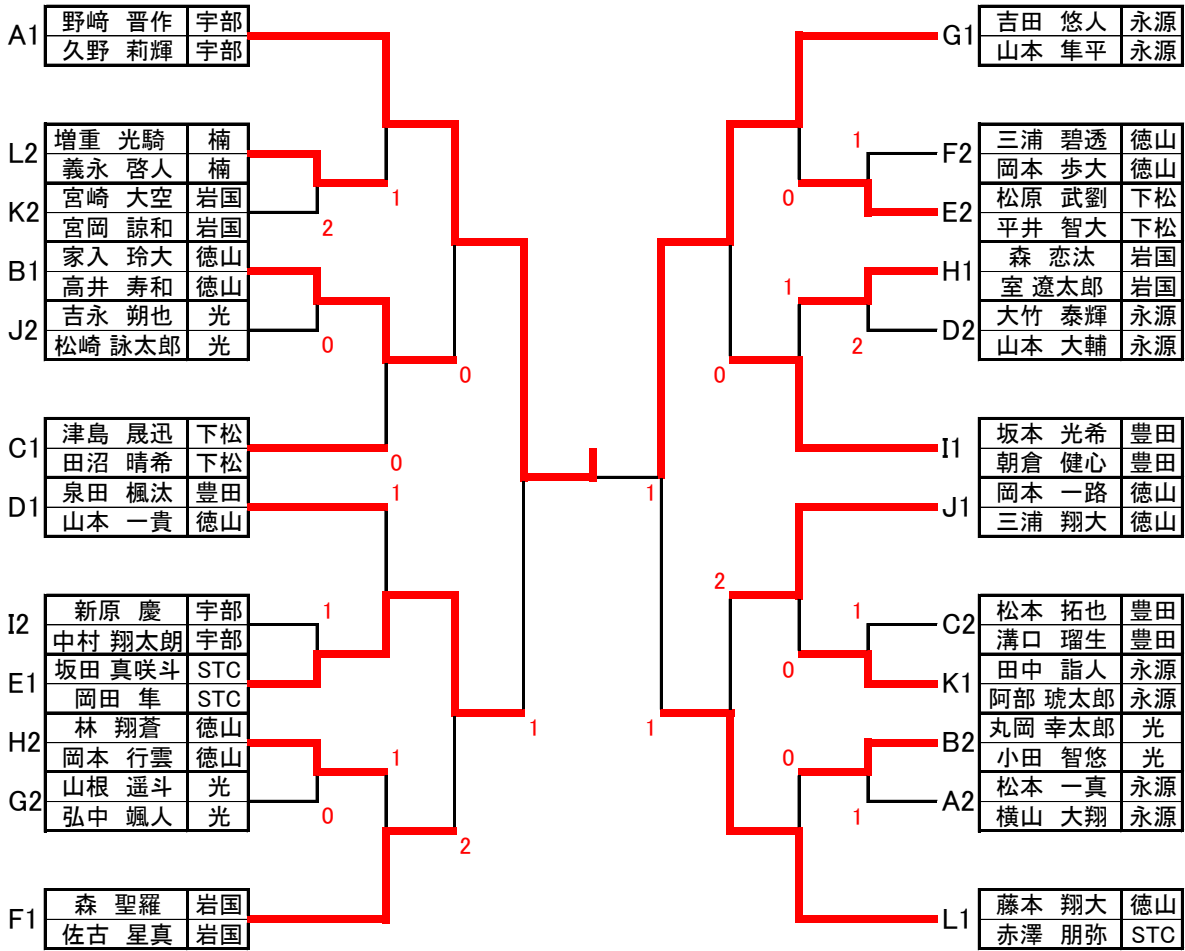 A1 野﨑 晋作 宇部
久野 莉輝 宇部
L2 増重 光騎 楠
義永 啓人 楠
K2 宮崎 大空 岩国
宮岡 諒和 岩国
B1 家入 玲大 徳山
高井 寿和 徳山
J2 吉永 朔也 光
松崎 詠太郎 光
C1 津島 晟迅 下松
田沼 晴希 下松
D1 泉田 楓汰 豊田
山本 一貴 徳山
I2 新原 慶 宇部
中村 翔太朗 宇部
E1 坂田 真咲斗 STC
岡田 隼 STC
H2 林 翔蒼 徳山
岡本 行雲 徳山
G2 山根 遥斗 光
弘中 颯人 光
F1 森 聖羅 岩国
佐古 星真 岩国
1
2
0
0
0
1
1
1
0
2
1
1
1
G1 吉田 悠人 永源
山本 隼平 永源
F2 三浦 碧透 徳山
岡本 歩大 徳山
E2 松原 武劉 下松
平井 智大 下松
H1 森 恋汰 岩国
室 遼太郎 岩国
D2 大竹 泰輝 永源
山本 大輔 永源
I1 坂本 光希 豊田
朝倉 健心 豊田
J1 岡本 一路 徳山
三浦 翔大 徳山
C2 松本 拓也 豊田
溝口 瑠生 豊田
K1 田中 詣人 永源
阿部 琥太郎 永源
B2 丸岡 幸太郎 光
小田 智悠 光
A2 松本 一真 永源
横山 大翔 永源
L1 藤本 翔大 徳山
赤澤 朋弥 STC
1
0
1
2
0
2
1
0
1
0
1